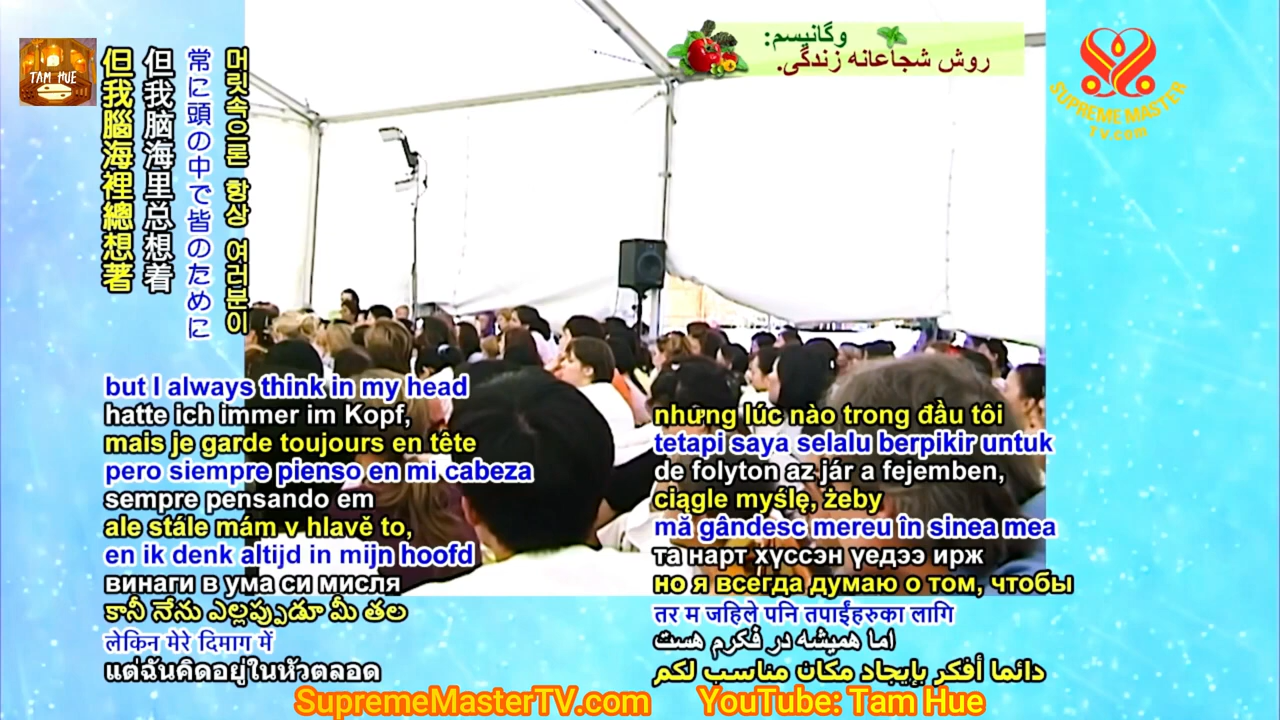 TAM HUE
وگانیسم:
روش شجاعانه زندگی.
SUPREME MASTER
TV.com
但我腦海裡總想著
但我脑海里总想着
常に頭の中で皆のために
머릿속으론 항상 여러분이
but I always think in my head
hatte ich immer im Kopf,
mais je garde toujours en tête
pero siempre pienso en mi cabeza
sempre pensando em
ale stále mám v hlavě to,
en ik denk altijd in mijn hoofd
винаги в ума си мисля
కానీ నేను ఎల్లప్పుడూ మీ తల
लेकिन मेरे दिमाग में
แต่ฉันคิดอยู่ในหัวตลอด
nhưng lúc nào trong đầu tôi
tetapi saya selalu berpikir untuk
de folyton az jár a fejemben,
ciągle myślę, żeby
mă gândesc mereu în sinea mea
та нарт хүссэн үедээ ирж
но я всегда думаю о том, чтобы
तर म जहिले पनि तपाईंहरुका लागि
اما همیشه در فکرم هست
دائما أفكر بإيجاد مكان مناسب لكم
SupremeMasterTV.com YouTube: Tam Hue